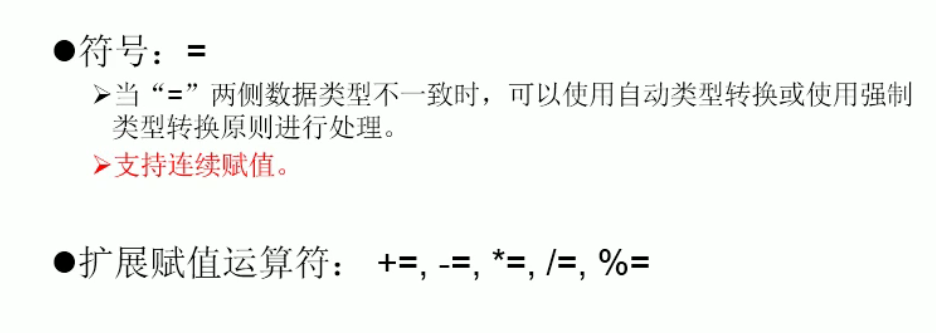 ●符号：=
➢当“=”两侧数据类型不一致时，可以使用自动类型转换或使用强制
类型转换原则进行处理。
➢支持连续赋值。
●扩展赋值运算符： +=, -=, *=, /=, %=